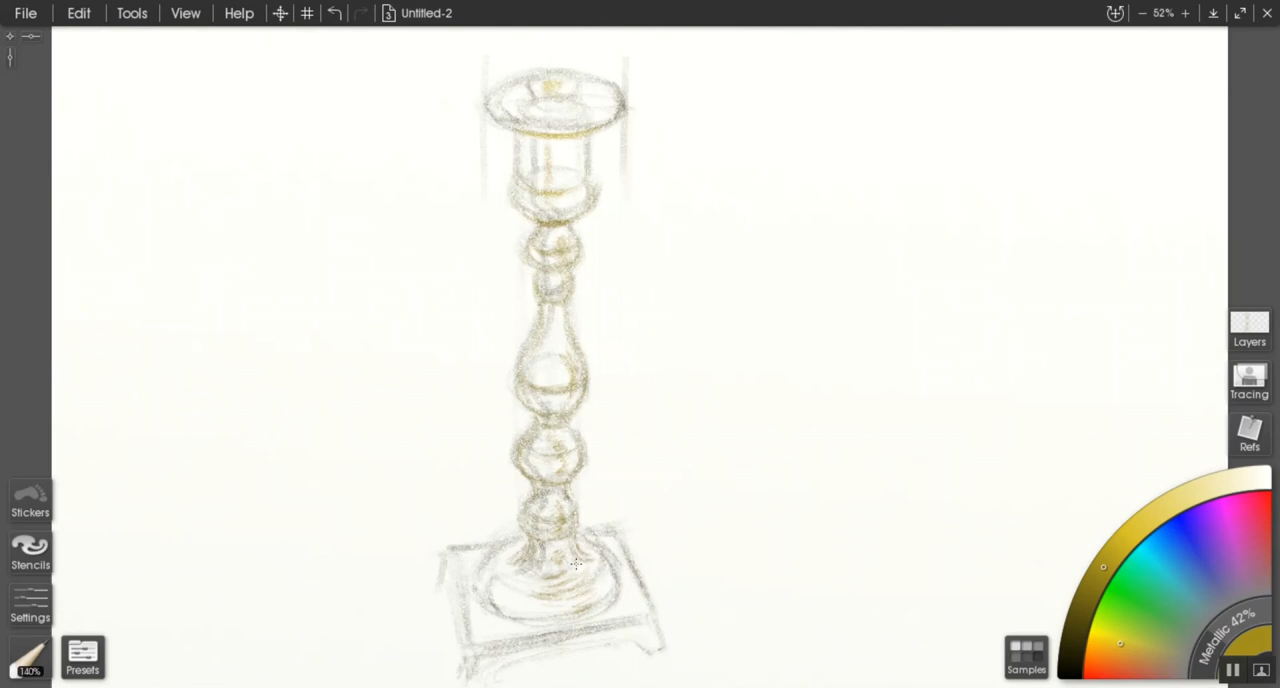 File Edit Tools View Help 3 Untitled-2 52%
Layers
Tracing
Refs
Stickers
Stencils
Settings
140%
Presets
Samples
Metallic 42%